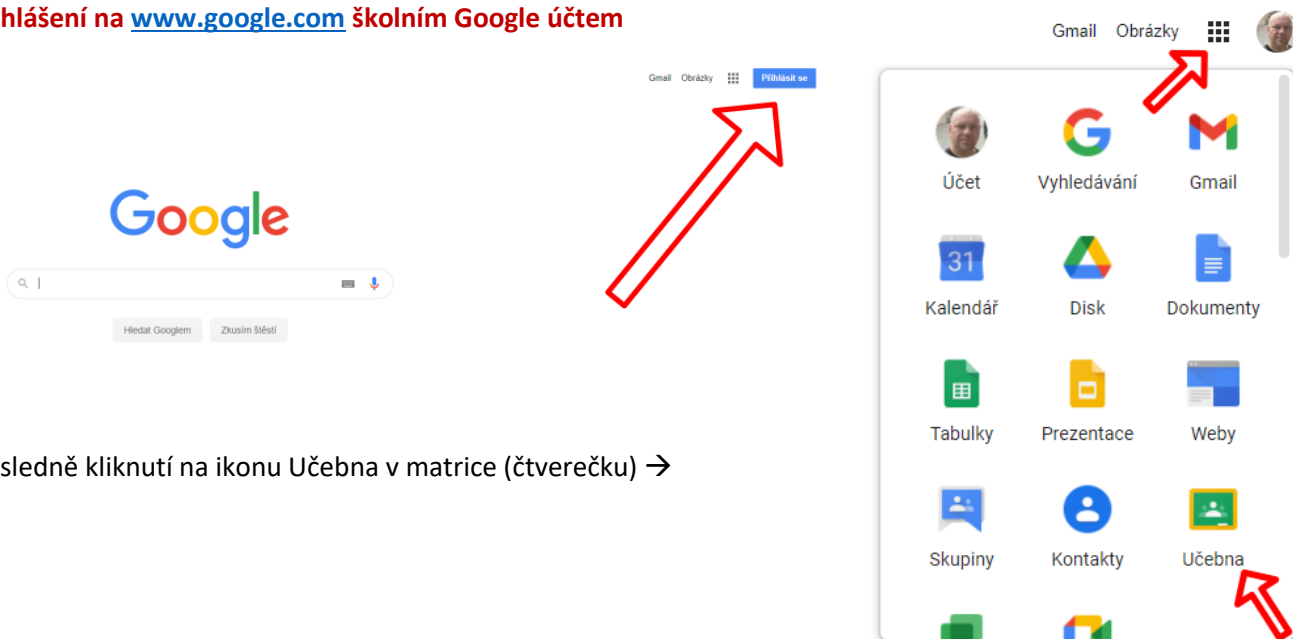 hlášení na www.google.com školním Google účtem
Gmail Obrázky Přihlásit se
Google
Hledat Googlem Zkusím štěstí
sledně kliknutí na ikonu Učebna v matrice (čtverečku) →
Gmail Obrázky
Účet Vyhledávání Gmail
31
Kalendář Disk Dokumenty
Tabulky Prezentace Weby
Skupiny Kontakty Učebna